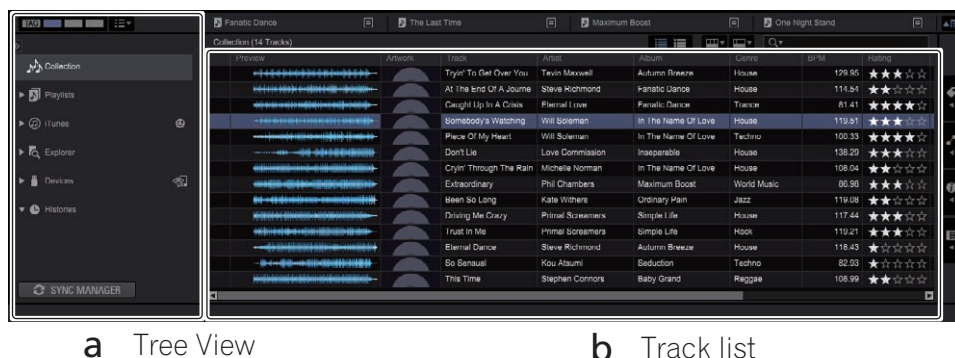 TAG
Fanatic Dance
The Last Time
Maximum Boost
One Night Stand
Collection (14 Tracks)
Collection
Playlists
iTunes
Explorer
Devices
Histories
SYNC MANAGER
Preview Artwork Track Artist Album Genre BPM Rating
Tryin' To Get Over You Tevin Maxwell Autumn Breeze House 129.95 ★★★☆☆
At The End Of A Journe Steve Richmond Fanatic Dance House 114.54 ★★☆☆☆
Caught Up In A Crisis Eternal Love Fanatic Dance Trance 81.41 ★★★★☆
Somebody's Watching Will Soleman In The Name Of Love House 119.51 ★★★☆☆
Piece Of My Heart Will Soleman In The Name Of Love Techno 100.33 ★★★★☆
Don't Lie Love Commission Inseparable House 138.29 ★★★☆☆
Cryin' Through The Rain Michelle Norman In The Name Of Love House 108.04 ★★☆☆☆
Extraordinary Phil Chambers Maximum Boost World Music 86.98 ★★★☆☆
Been So Long Kate Withers Ordinary Pain Jazz 119.08 ★★☆☆☆
Driving Me Crazy Primal Screamers Simple Life House 117.44 ★★★☆☆
Trust In Me Primal Screamers Simple Life Rock 119.21 ★★★☆☆
Eternal Dance Steve Richmond Autumn Breeze House 118.43 ★☆☆☆☆
So Sensual Kou Atsumi Seduction Techno 82.93 ★☆☆☆☆
This Time Stephen Connors Baby Grand Reggae 108.99 ★★☆☆☆
a Tree View
b Track list